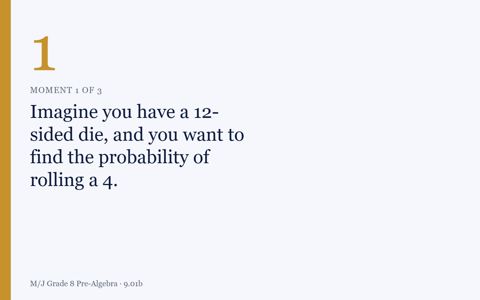 1
MOMENT 1 OF 3
Imagine you have a 12-
sided die, and you want to
find the probability of
rolling a 4.
M/J Grade 8 Pre-Algebra · 9.01b